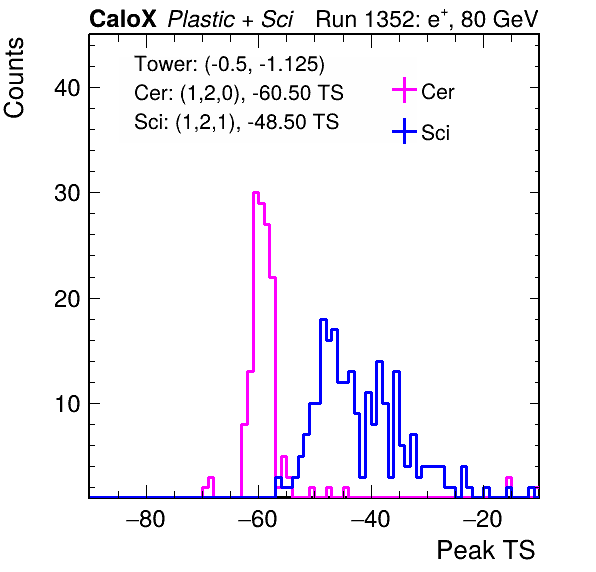 CaloX Plastic + Sci Run 1352: e+, 80 GeV
Counts
Tower: (-0.5, -1.125)
Cer: (1,2,0), -60.50 TS
Sci: (1,2,1), -48.50 TS
Cer
Sci
40
30
20
10
−80 −60 −40 −20
Peak TS